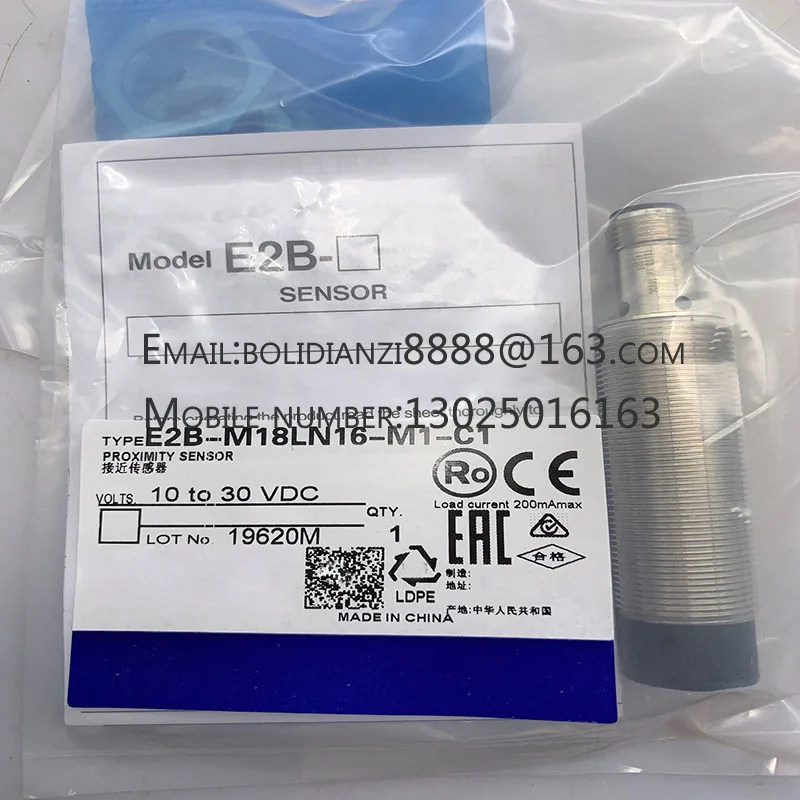 Model E2B-□
SENSOR
EMAIL:BOLIDIANZI8888@163.COM
MOBILE NUMBER:13025016163
TYPE E2B-M18LN16-M1-C1
PROXIMITY SENSOR
接近传感器
VOLTS. 10 to 30 VDC
Load current 200mAmax
QTY.
LOT No. 19620M 1
EAC
合格
制造:
地址:
LDPE
MADE IN CHINA
产地:中华人民共和国